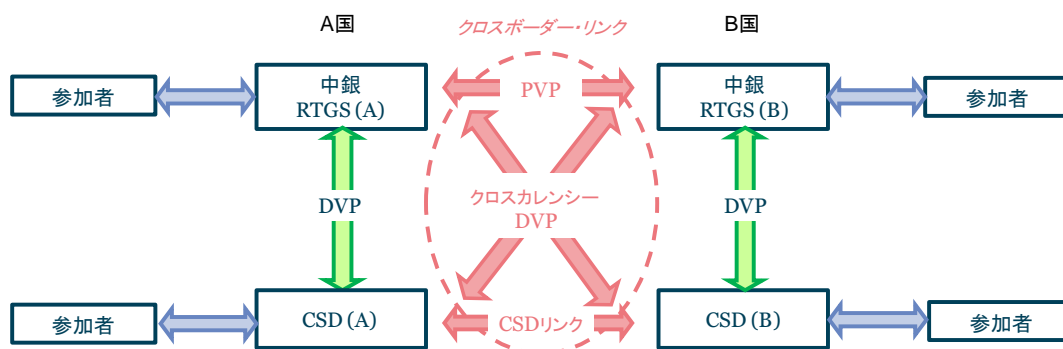 A国
クロスボーダー・リンク
B国
参加者
中銀
RTGS (A)
PVP
中銀
RTGS (B)
参加者
DVP
クロスカレンシー
DVP
DVP
参加者
CSD (A)
CSDリンク
CSD (B)
参加者